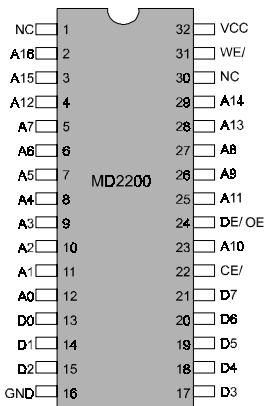 NC 1 32 VCC
A16 2 31 WE/
A15 3 30 NC
A12 4 29 A14
A7 5 28 A13
A6 6 27 A8
A5 7 26 A9
MD2200
A4 8 25 A11
A3 9 24 DE/ OE
A2 10 23 A10
A1 11 22 CE/
A0 12 21 D7
D0 13 20 D6
D1 14 19 D5
D2 15 18 D4
GND 16 17 D3